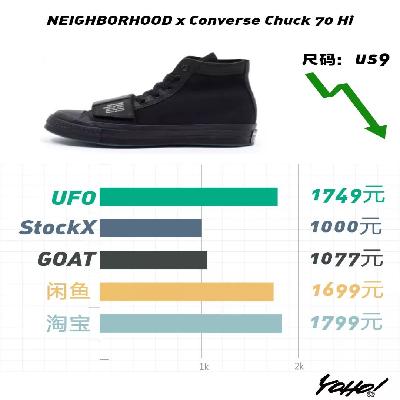 NEIGHBORHOOD x Converse Chuck 70 Hi
尺码：US9
UFO 1749元
StockX 1000元
GOAT 1077元
闲鱼 1699元
淘宝 1799元
1k 2k
YOHO!